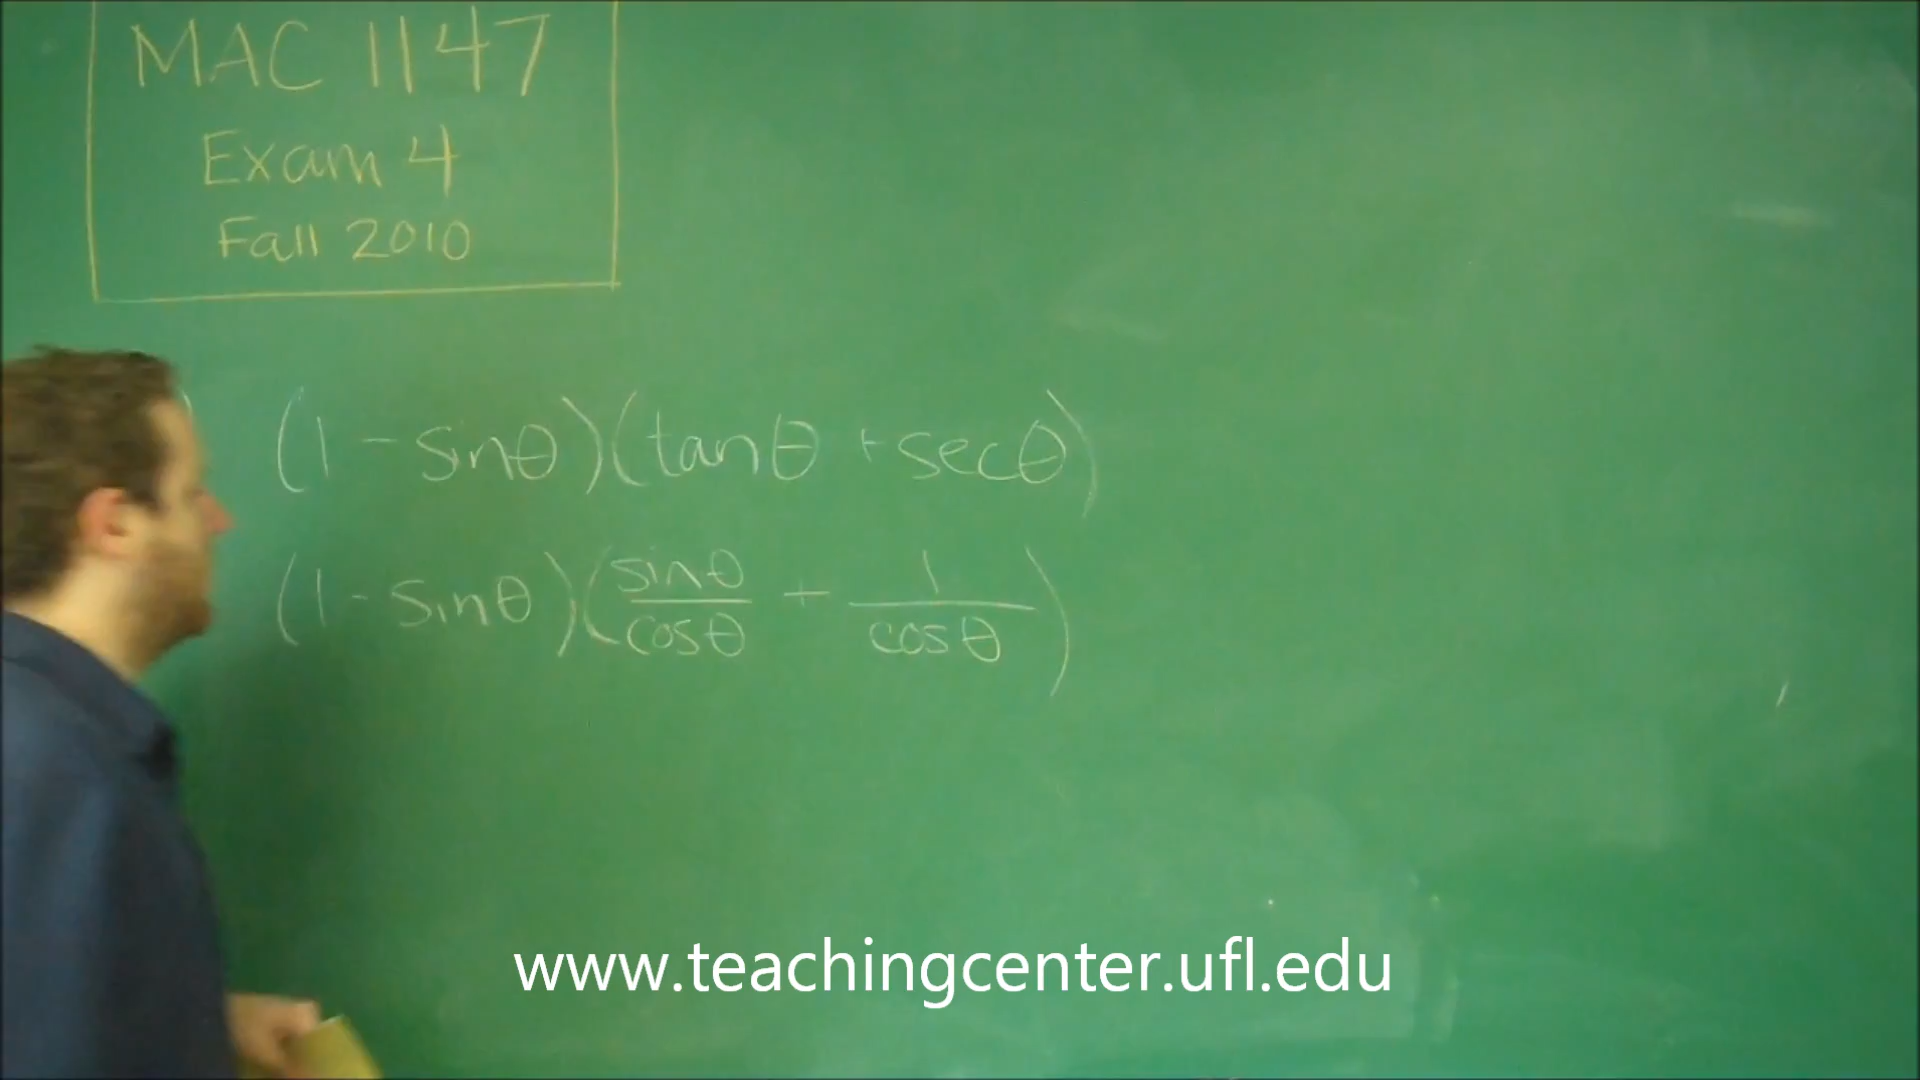 MAC 1147
Exam 4
Fall 2010
(1 - sinθ)(tanθ + secθ)
(1 - sinθ)(sinθ/cosθ + 1/cosθ)
www.teachingcenter.ufl.edu